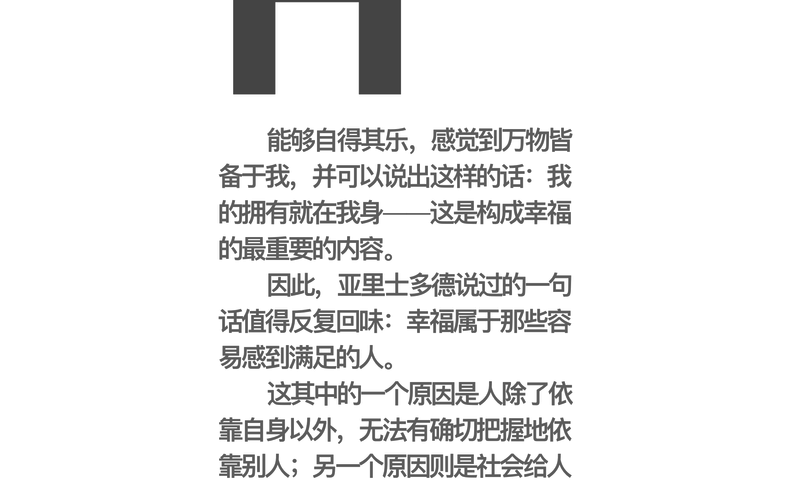 能够自得其乐，感觉到万物皆
备于我，并可以说出这样的话：我
的拥有就在我身——这是构成幸福
的最重要的内容。
因此，亚里士多德说过的一句
话值得反复回味：幸福属于那些容
易感到满足的人。
这其中的一个原因是人除了依
靠自身以外，无法有确切把握地依
靠别人；另一个原因则是社会给人